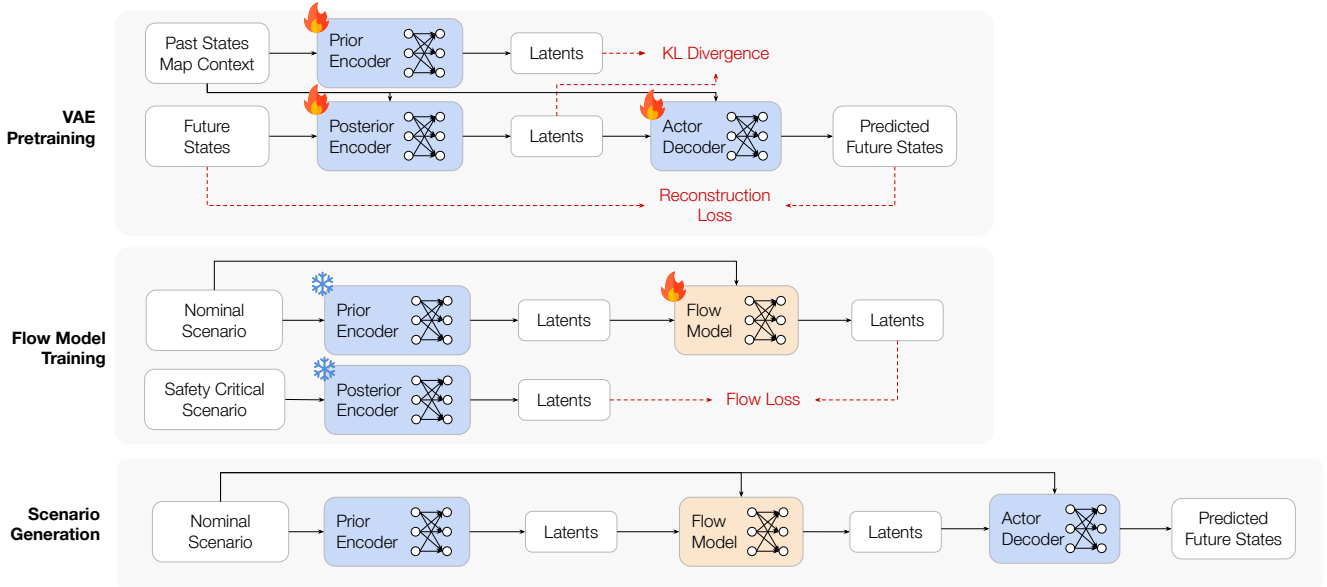 VAE
Pretraining
Past States
Map Context
Prior
Encoder
Latents
KL Divergence
Future
States
Posterior
Encoder
Latents
Actor
Decoder
Predicted
Future States
Reconstruction
Loss
Flow Model
Training
Nominal
Scenario
Prior
Encoder
Latents
Flow
Model
Latents
Safety Critical
Scenario
Posterior
Encoder
Latents
Flow Loss
Scenario
Generation
Nominal
Scenario
Prior
Encoder
Latents
Flow
Model
Latents
Actor
Decoder
Predicted
Future States